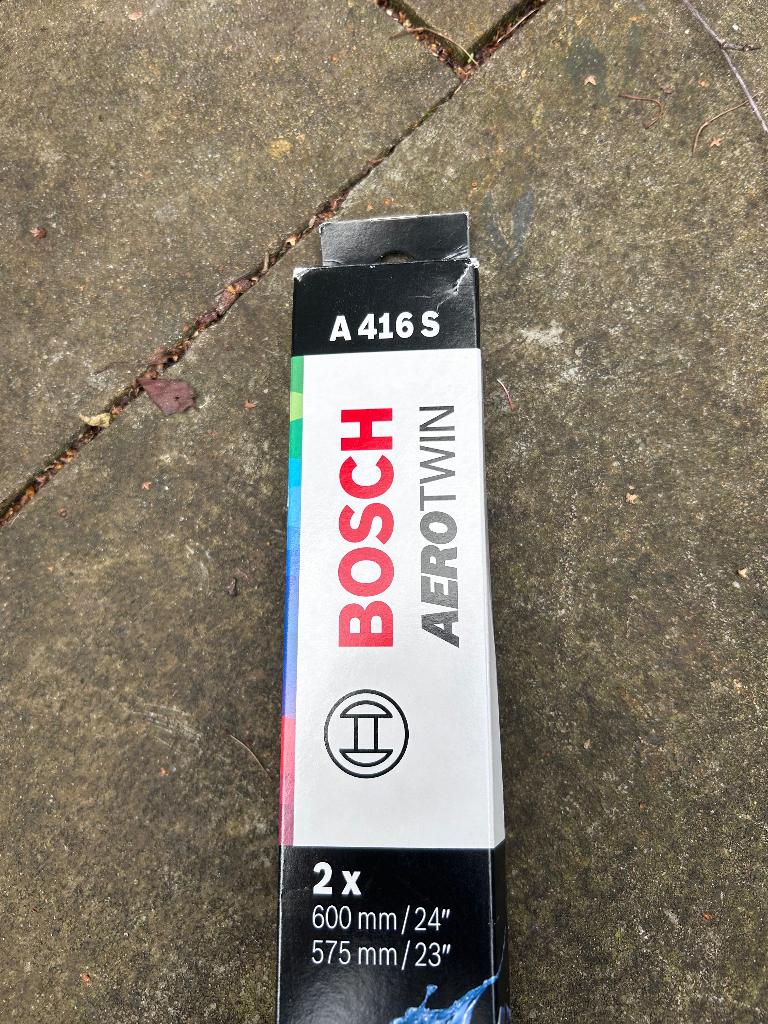 A 416 S
BOSCH
AEROTWIN
2 x
600 mm / 24"
575 mm / 23"